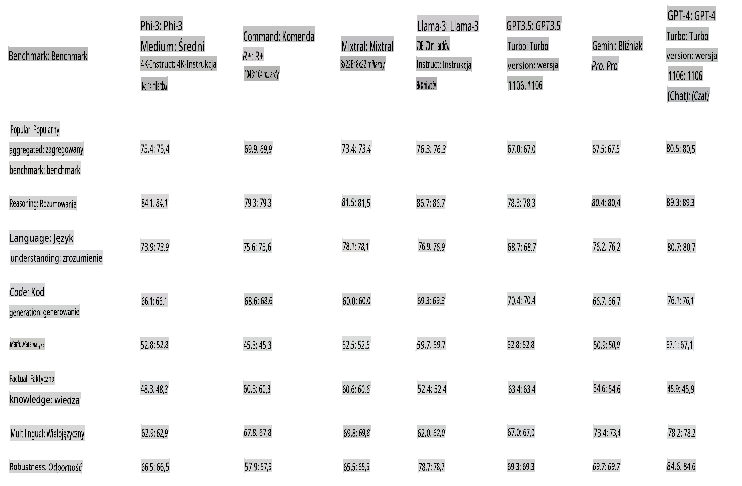 Benchmark: Benchmark
Phi-3: Phi-3
Medium: Średni
4K-Instruct: 4K-Instrukcja
Command: Komenda
R+: R+
Mixtral: Mixtral
Llama-3: Llama-3
Instruct: Instrukcja
GPT3.5: GPT3.5
Turbo: Turbo
version: wersja
1106: 1106
Gemini: Bliźniak
Pro: Pro
GPT-4: GPT-4
Turbo: Turbo
version: wersja
1106: 1106
(Chat): (Czat)
Popular: Popularny
aggregated: zagregowany
benchmark: benchmark
75.4: 75,4
69.9: 69,9
73.4: 73,4
76.3: 76,3
67.0: 67,0
67.5: 67,5
80.5: 80,5
Reasoning: Rozumowanie
84.1: 84,1
79.3: 79,3
81.5: 81,5
86.7: 86,7
78.3: 78,3
80.4: 80,4
89.3: 89,3
Language: Język
understanding: zrozumienie
73.9: 73,9
75.6: 75,6
78.1: 78,1
76.9: 76,9
68.7: 68,7
76.2: 76,2
80.7: 80,7
Code: Kod
generation: generowanie
66.1: 66,1
68.6: 68,6
60.0: 60,0
69.3: 69,3
70.4: 70,4
66.7: 66,7
76.1: 76,1
52.8: 52,8
45.3: 45,3
52.5: 52,5
59.7: 59,7
52.8: 52,8
50.9: 50,9
67.1: 67,1
Factual: Faktyczna
knowledge: wiedza
48.3: 48,3
60.3: 60,3
60.6: 60,6
52.4: 52,4
63.4: 63,4
54.6: 54,6
45.9: 45,9
Multilingual: Wielojęzyczny
62.9: 62,9
67.8: 67,8
69.8: 69,8
62.0: 62,0
67.0: 67,0
73.4: 73,4
78.2: 78,2
Robustness: Odporność
66.5: 66,5
57.9: 57,9
65.5: 65,5
78.7: 78,7
69.3: 69,3
69.7: 69,7
84.6: 84,6